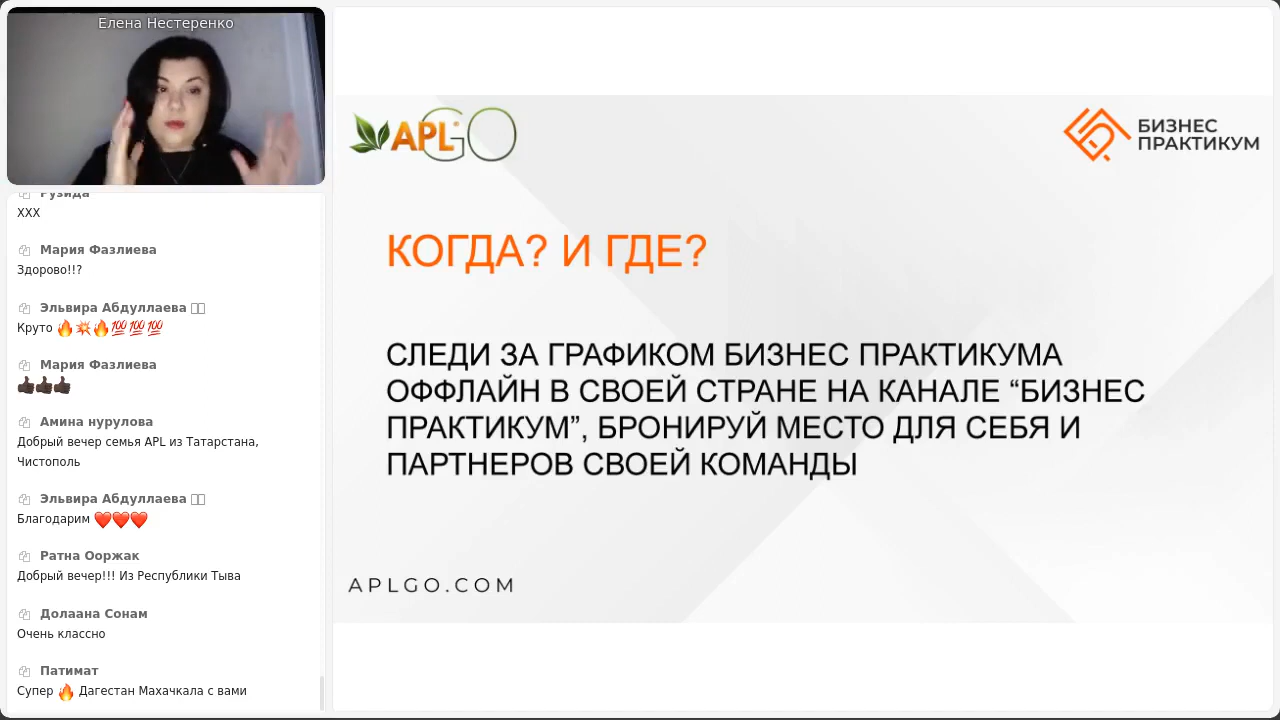 Елена Нестеренко
Рузида
ХХХ
Мария Фазлиева
Здорово!!?
Эльвира Абдуллаева
Круто 🔥💥🔥💯💯💯
Мария Фазлиева
👍🏿👍🏿👍🏿
Амина нурулова
Добрый вечер семья APL из Татарстана,
Чистополь
Эльвира Абдуллаева
Благодарим ❤️❤️❤️
Ратна Ооржак
Добрый вечер!!! Из Республики Тыва
Долаана Сонам
Очень классно
Патимат
Супер 🔥 Дагестан Махачкала с вами
APLGO
БИЗНЕС
ПРАКТИКУМ
КОГДА? И ГДЕ?
СЛЕДИ ЗА ГРАФИКОМ БИЗНЕС ПРАКТИКУМА
ОФФЛАЙН В СВОЕЙ СТРАНЕ НА КАНАЛЕ “БИЗНЕС
ПРАКТИКУМ”, БРОНИРУЙ МЕСТО ДЛЯ СЕБЯ И
ПАРТНЕРОВ СВОЕЙ КОМАНДЫ
APLGO.COM